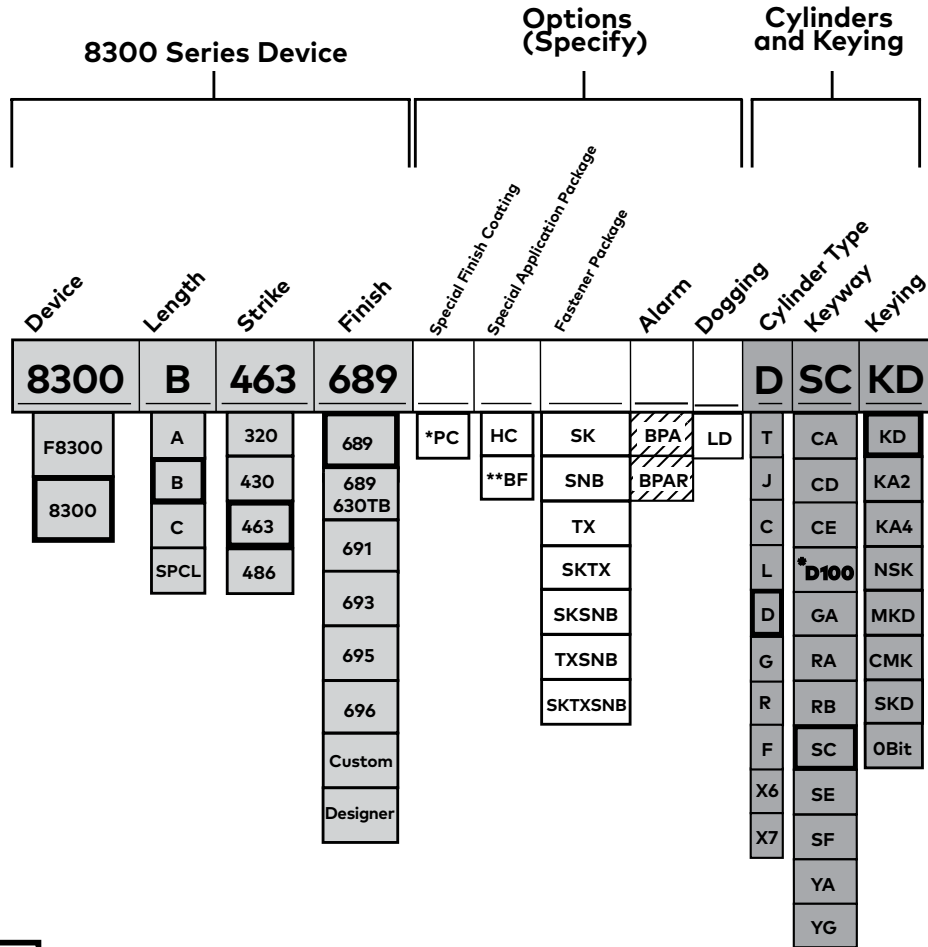 8300 Series Device
Options
(Specify)
Cylinders
and Keying
Device
Length
Strike
Finish
Special Finish Coating
Special Application Package
Fastener Package
Alarm
Dogging
Cylinder Type
Keyway
Keying
8300 B 463 689 D SC KD
F8300
8300
A
B
C
SPCL
320
430
463
486
689
689
630TB
691
693
695
696
Custom
Designer
*PC
HC
**BF
SK
SNB
TX
SKTX
SKSNB
TXSNB
SKTXSNB
BPA
BPAR
LD
T
J
C
L
D
G
R
F
X6
X7
CA
CD
CE
*D100
GA
RA
RB
SC
SE
SF
YA
YG
KD
KA2
KA4
NSK
MKD
CMK
SKD
0Bit